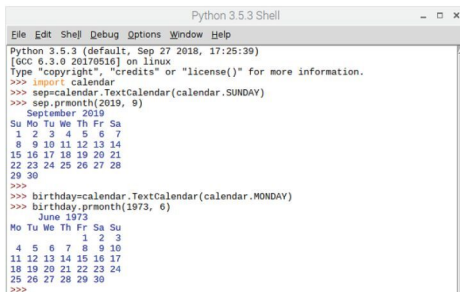 Python 3.5.3 Shell
File Edit Shell Debug Options Window Help
Python 3.5.3 (default, Sep 27 2018, 17:25:39)
[GCC 6.3.0 20170516] on linux
Type "copyright", "credits" or "license()" for more information.
>>> import calendar
>>> sep=calendar.TextCalendar(calendar.SUNDAY)
>>> sep.prmonth(2019, 9)
   September 2019
Su Mo Tu We Th Fr Sa
 1  2  3  4  5  6  7
 8  9 10 11 12 13 14
15 16 17 18 19 20 21
22 23 24 25 26 27 28
29 30
>>>
>>> birthday=calendar.TextCalendar(calendar.MONDAY)
>>> birthday.prmonth(1973, 6)
     June 1973
Mo Tu We Th Fr Sa Su
             1  2  3
 4  5  6  7  8  9 10
11 12 13 14 15 16 17
18 19 20 21 22 23 24
25 26 27 28 29 30
>>>